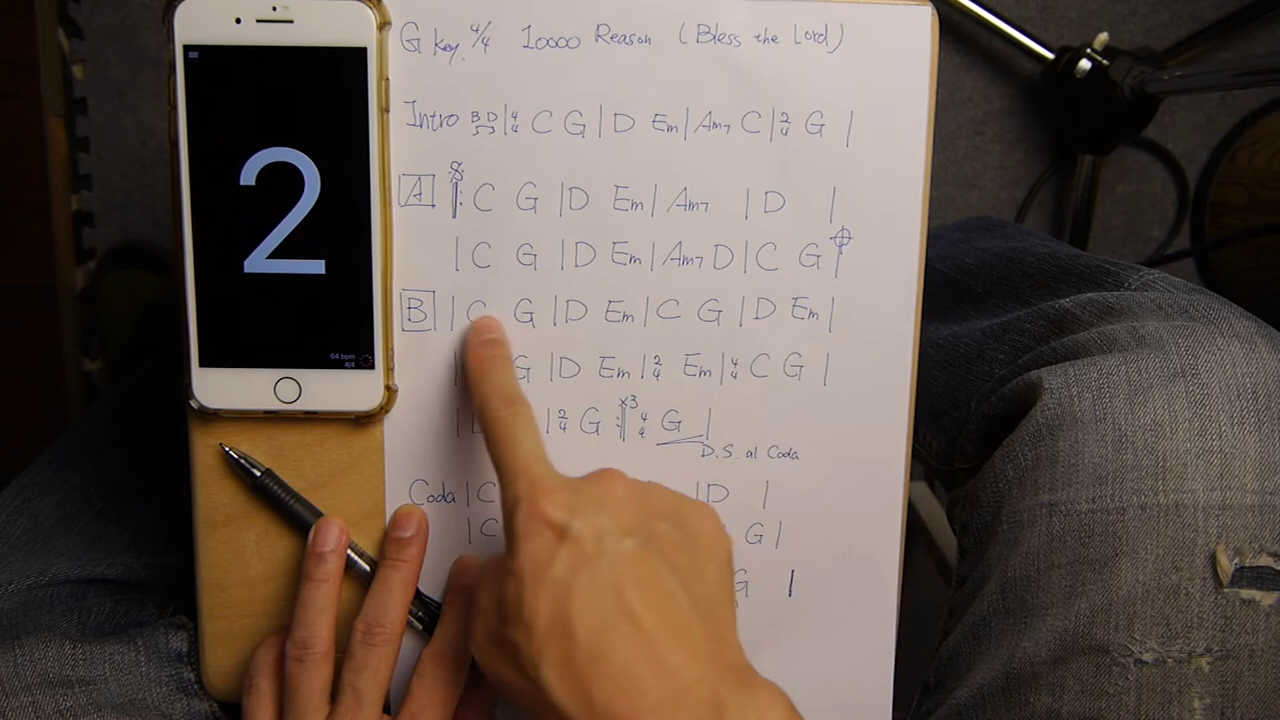 2
64 bpm
4/4
G Key. 4/4 10000 Reason (Bless the Lord)
Intro B D | 4/4 C G | D Em | Am7 C | 2/4 G |
A 𝄋 ‖: C G | D Em | Am7 | D |
| C G | D Em | Am7 D | C G 𝄌 |
B | C G | D Em | C G | D Em |
| G | D Em | 2/4 Em | 4/4 C G |
| | 2/4 G :‖ x3 4/4 G |
D.S. al Coda
Coda | C | D |
| C G |
G |